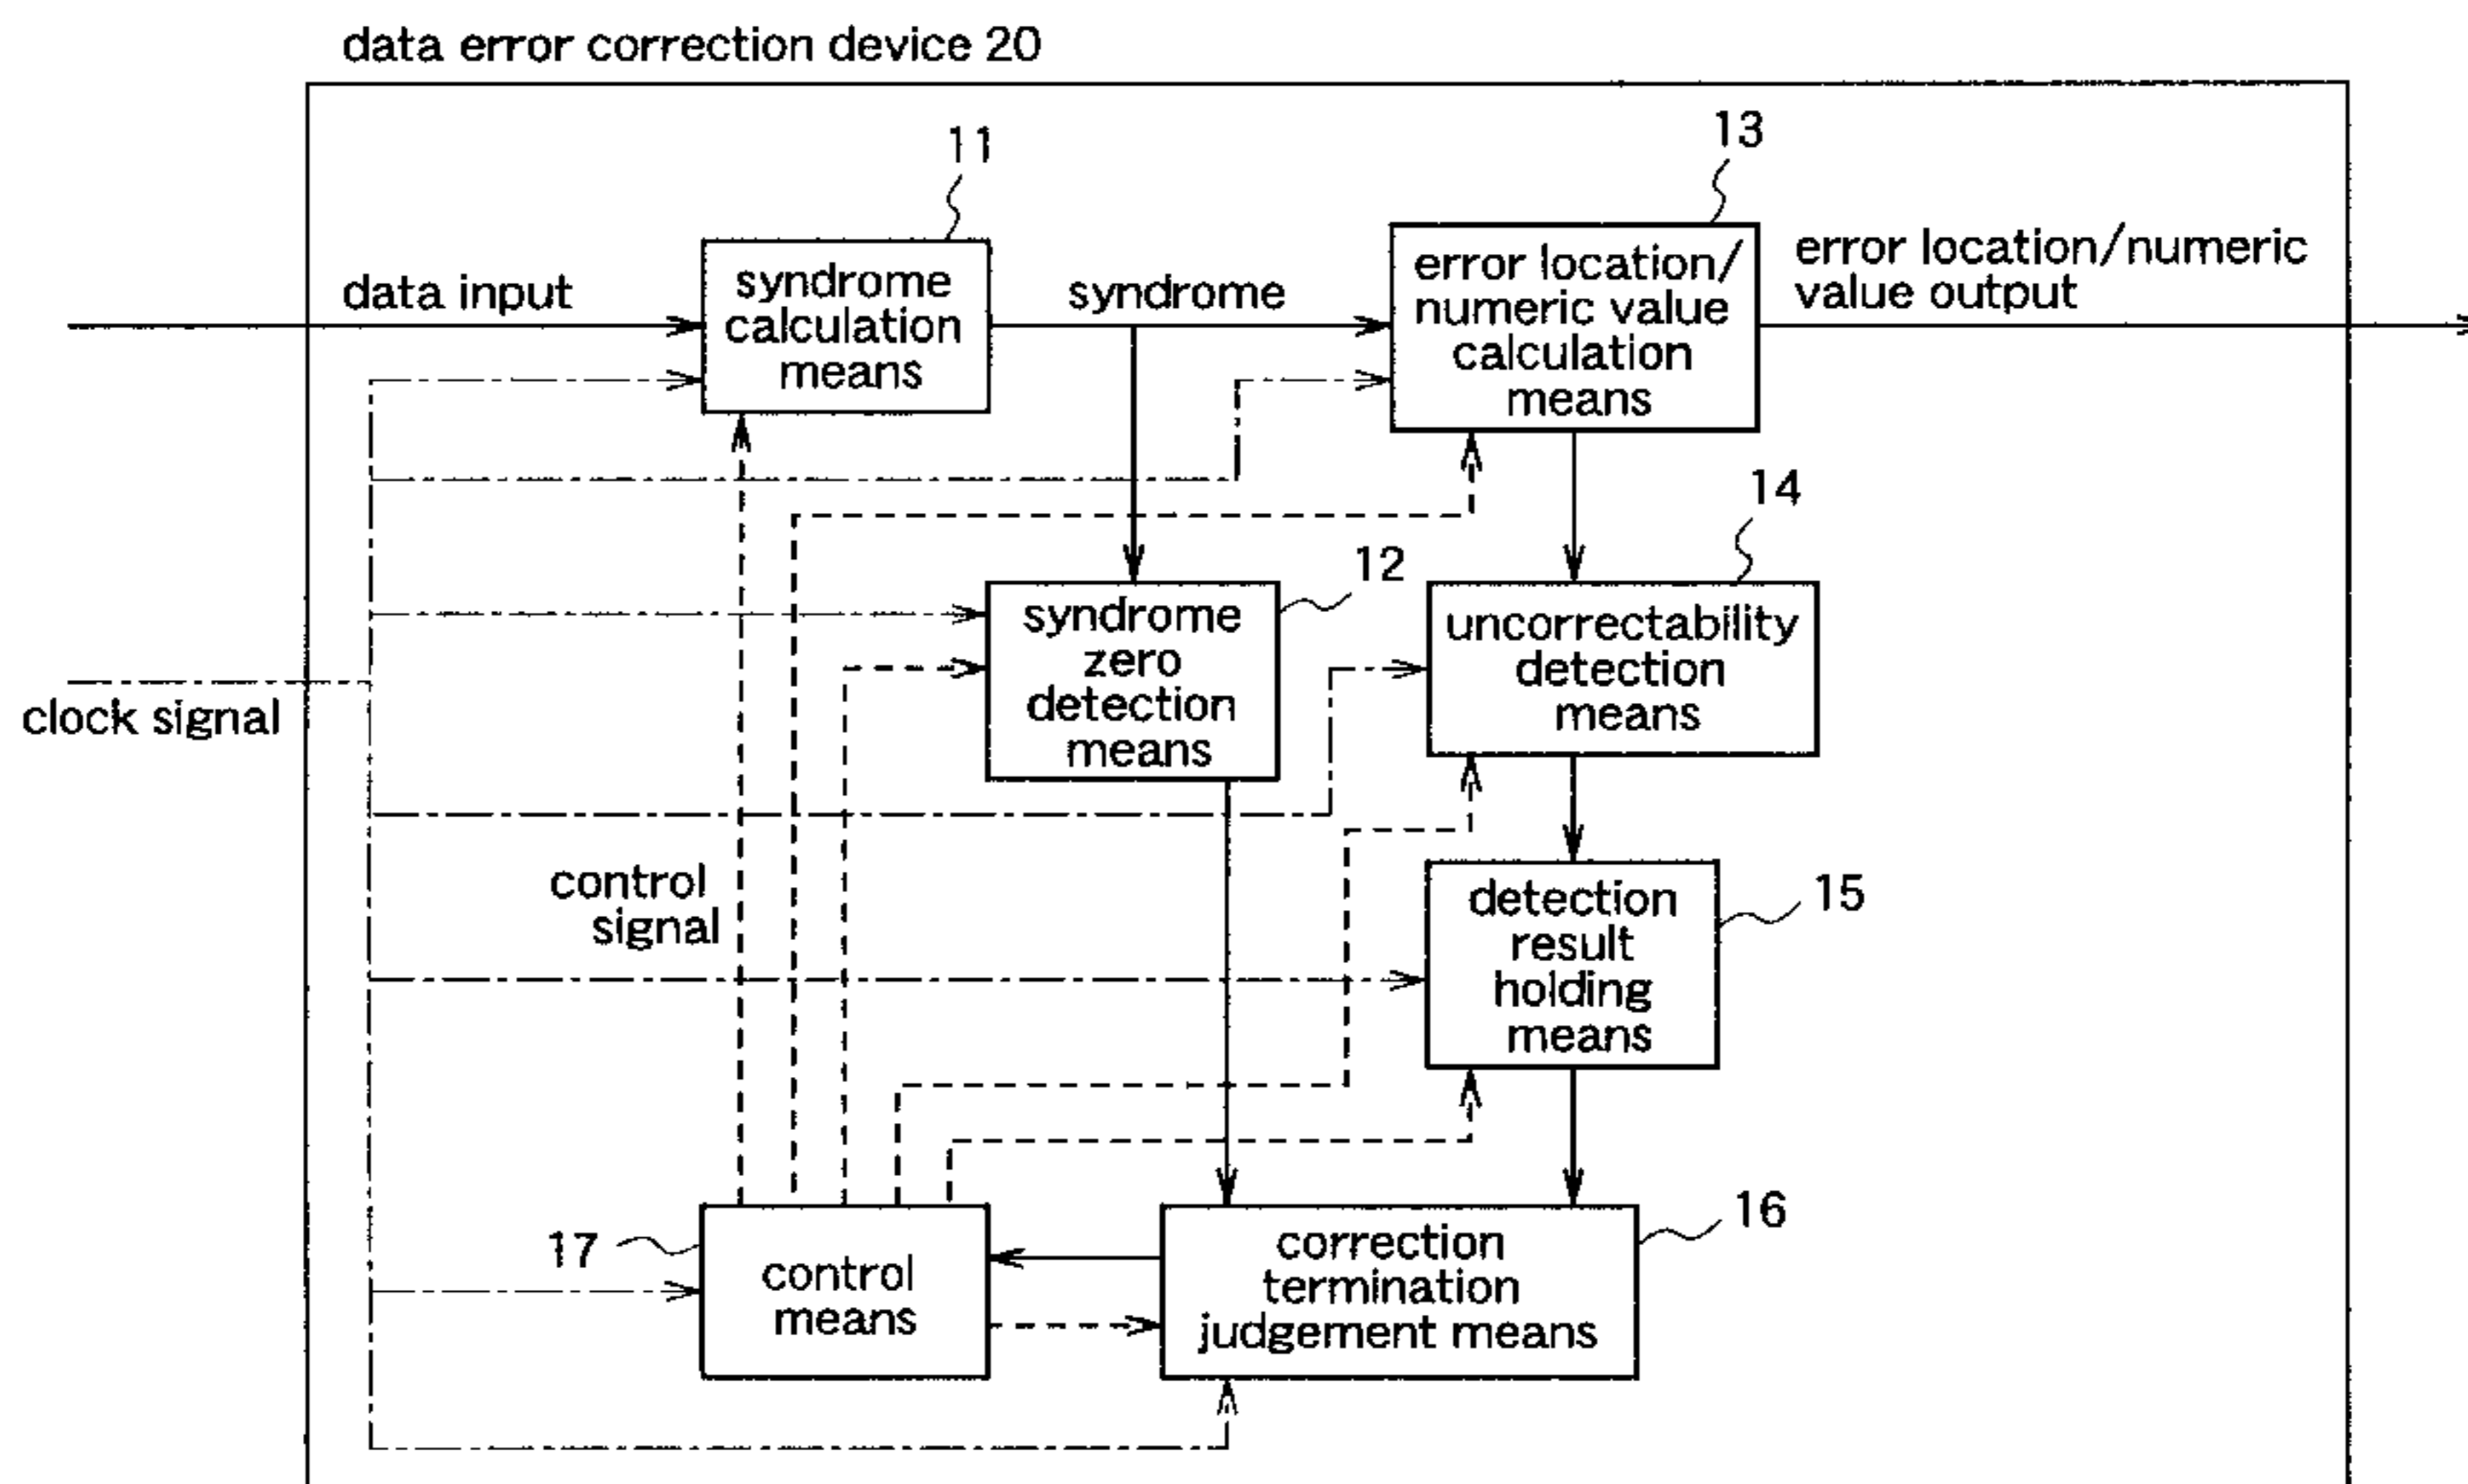 data error correction device 20
11
13
data input
syndrome
calculation
means
syndrome
error location/
numeric value
calculation
means
error location/numeric
value output
14
12
syndrome
zero
detection
means
uncorrectability
detection
means
clock signal
control
signal
detection
result
holding
means
15
17
control
means
correction
termination
judgement means
16